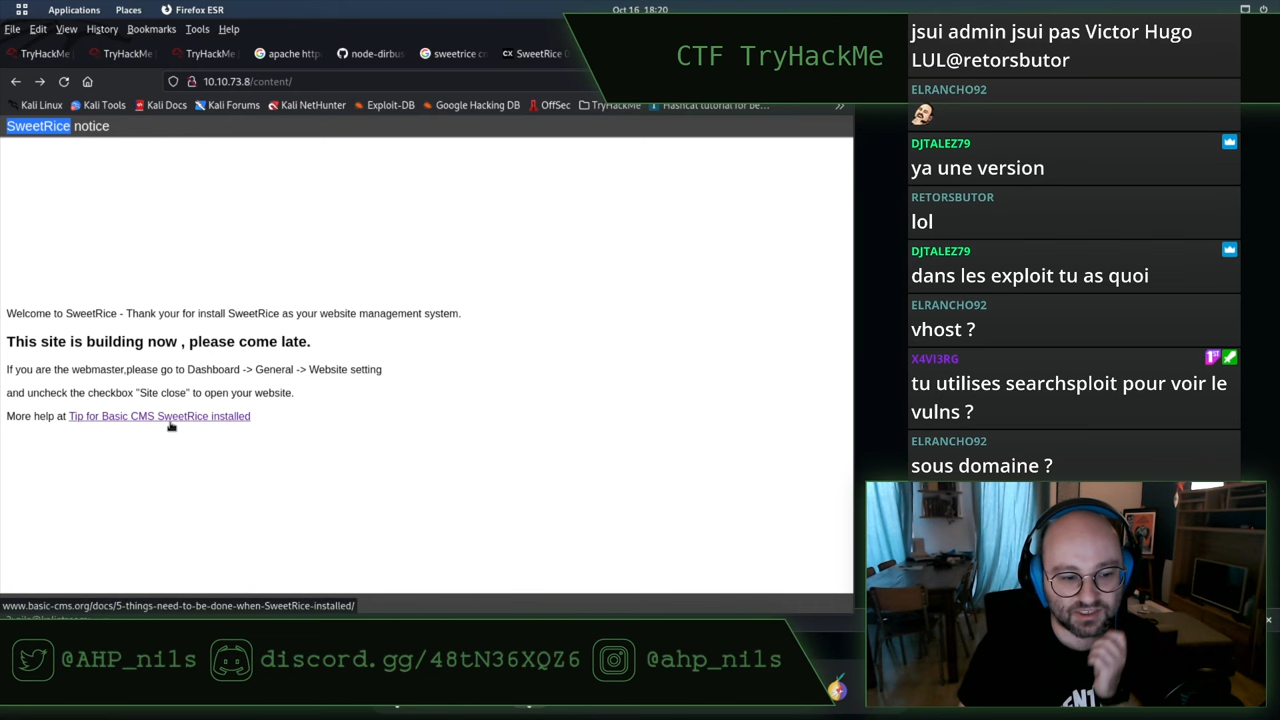 Applications Places Firefox ESR Oct 16 18:20
File Edit View History Bookmarks Tools Help
TryHackMe TryHackMe TryHackMe apache http node-dirbus sweetrice cm SweetRice
10.10.73.8/content/
Kali Linux Kali Tools Kali Docs Kali Forums Kali NetHunter Exploit-DB Google Hacking DB OffSec TryHackMe Hashcat tutorial for be…
SweetRice notice
Welcome to SweetRice - Thank your for install SweetRice as your website management system.
This site is building now , please come late.
If you are the webmaster,please go to Dashboard -> General -> Website setting
and uncheck the checkbox "Site close" to open your website.
More help at Tip for Basic CMS SweetRice installed
www.basic-cms.org/docs/5-things-need-to-be-done-when-SweetRice-installed/
CTF TryHackMe
jsui admin jsui pas Victor Hugo
LUL@retorsbutor
ELRANCHO92
DJTALEZ79
ya une version
RETORSBUTOR
lol
DJTALEZ79
dans les exploit tu as quoi
ELRANCHO92
vhost ?
X4VI3RG
tu utilises searchsploit pour voir le
vulns ?
ELRANCHO92
sous domaine ?
@AHP_nils discord.gg/48tN36XQZ6 @ahp_nils